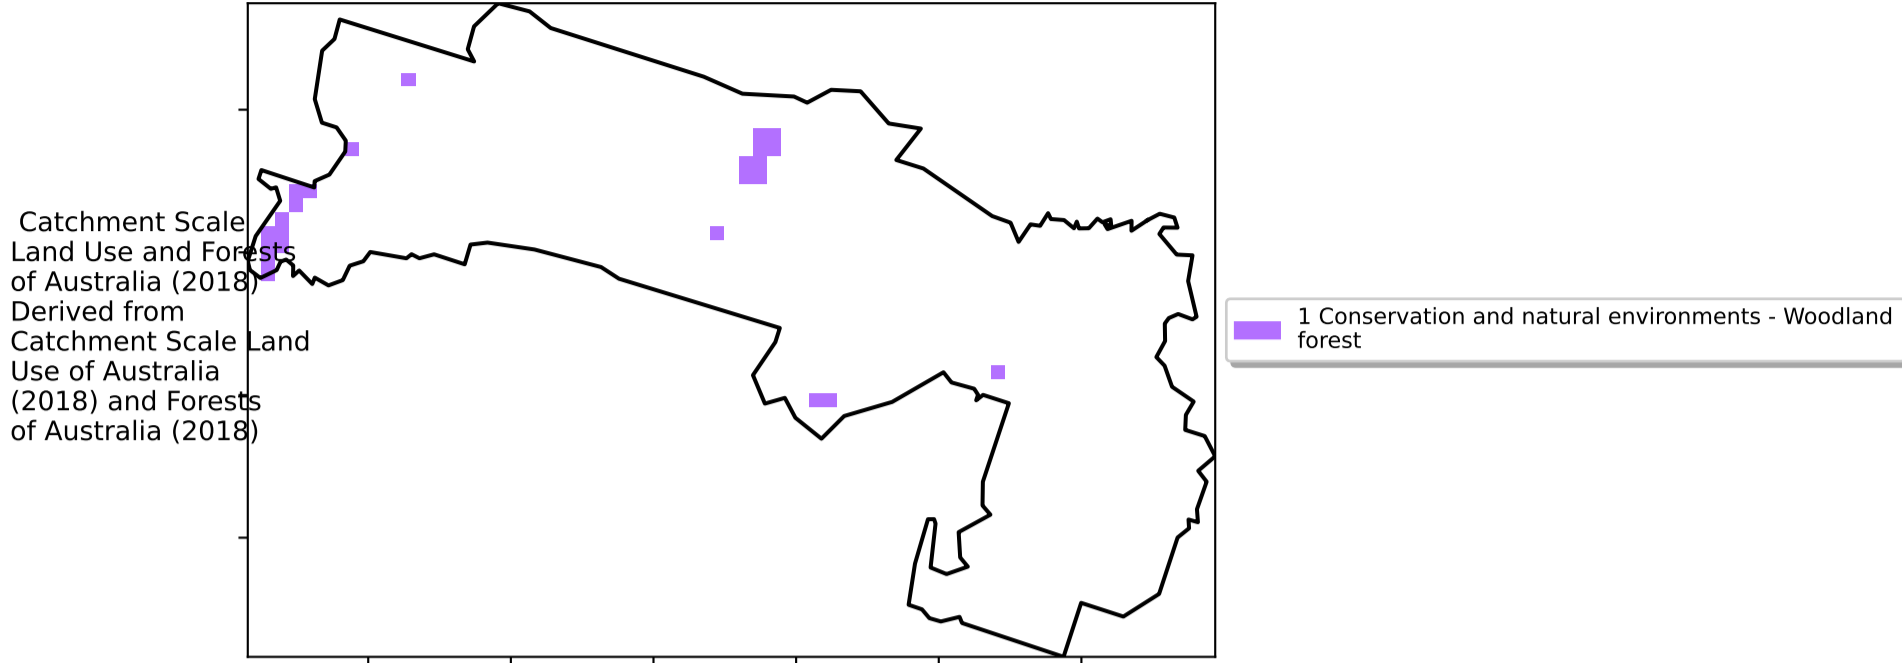 Catchment Scale
Land Use and Forests
of Australia (2018)
Derived from
Catchment Scale Land
Use of Australia
(2018) and Forests
of Australia (2018)
1 Conservation and natural environments - Woodland
forest